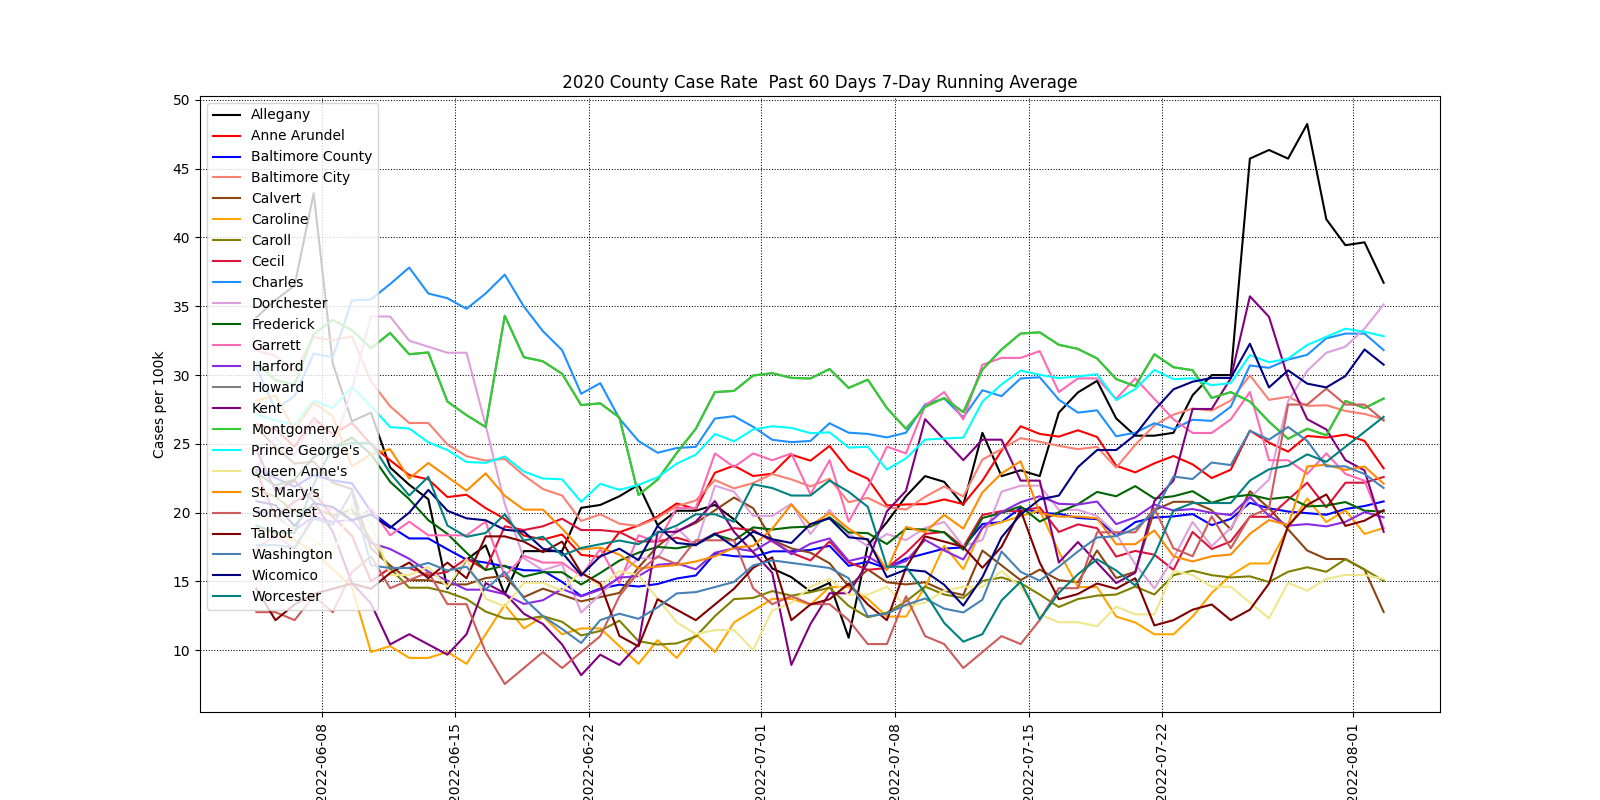 2020 County Case Rate  Past 60 Days 7-Day Running Average
Cases per 100k
50
45
40
35
30
25
20
15
10
Allegany
Anne Arundel
Baltimore County
Baltimore City
Calvert
Caroline
Caroll
Cecil
Charles
Dorchester
Frederick
Garrett
Harford
Howard
Kent
Montgomery
Prince George's
Queen Anne's
St. Mary's
Somerset
Talbot
Washington
Wicomico
Worcester
2022-06-08
2022-06-15
2022-06-22
2022-07-01
2022-07-08
2022-07-15
2022-07-22
2022-08-01